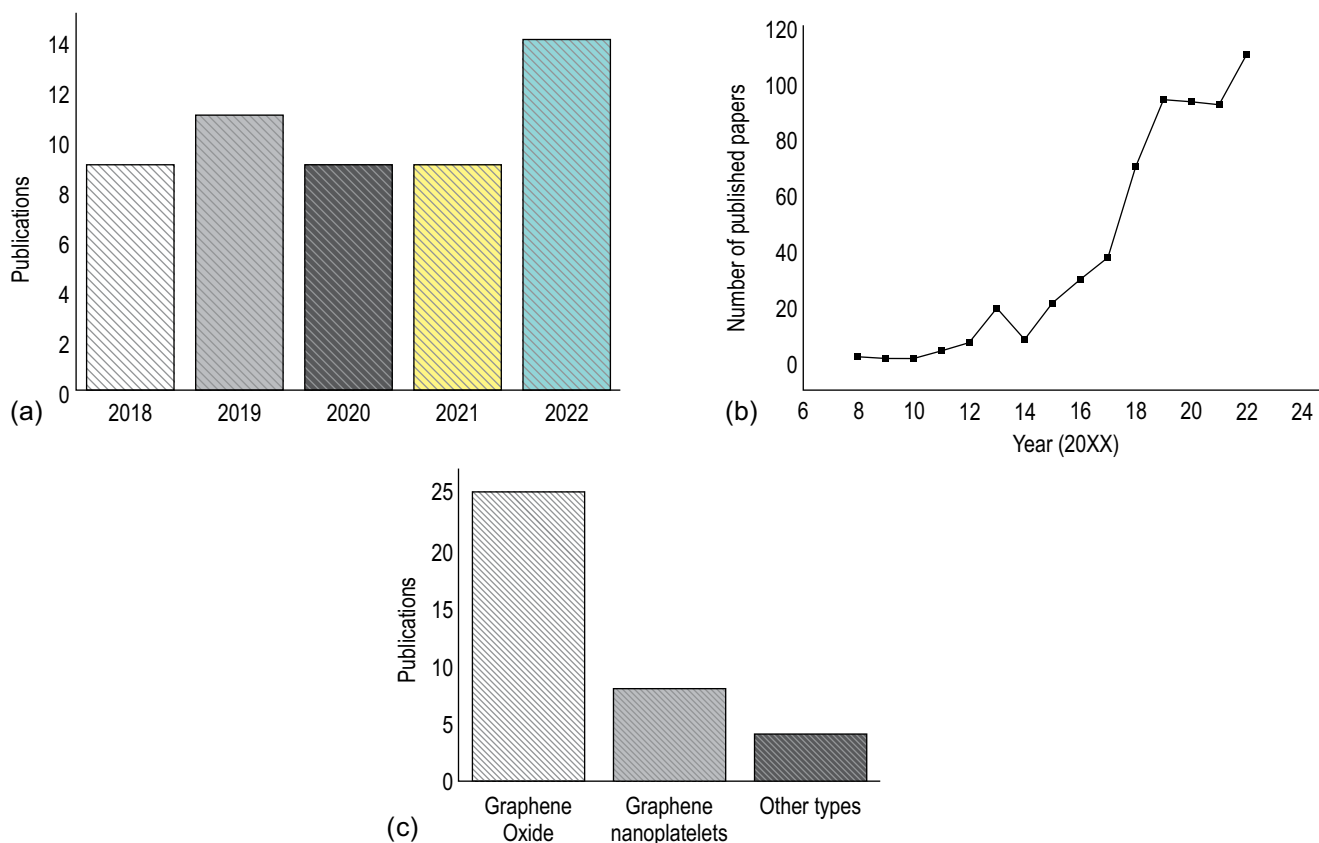 14
12
10
8
6
4
2
0
Publications
2018 2019 2020 2021 2022
(a)
120
100
80
60
40
20
0
Number of published papers
6 8 10 12 14 16 18 20 22 24
Year (20XX)
(b)
25
20
15
10
5
0
Publications
Graphene Graphene Other types
Oxide nanoplatelets
(c)